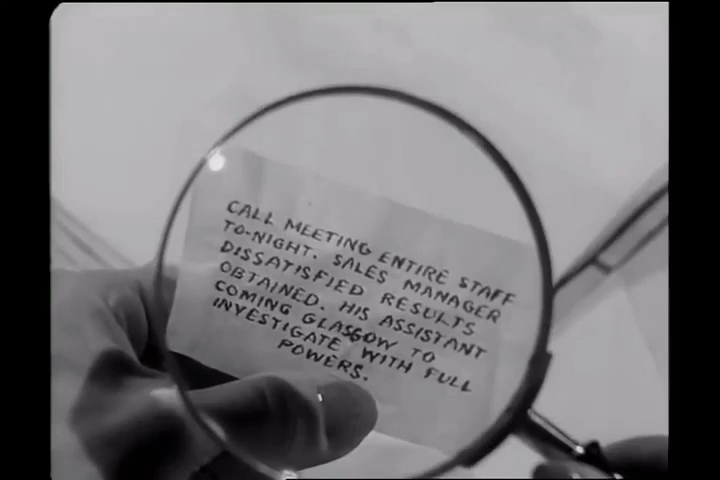 CALL MEETING ENTIRE STAFF
TO-NIGHT. SALES MANAGER
DISSATISFIED RESULTS
OBTAINED. HIS ASSISTANT
COMING GLASGOW TO
INVESTIGATE WITH FULL
POWERS.